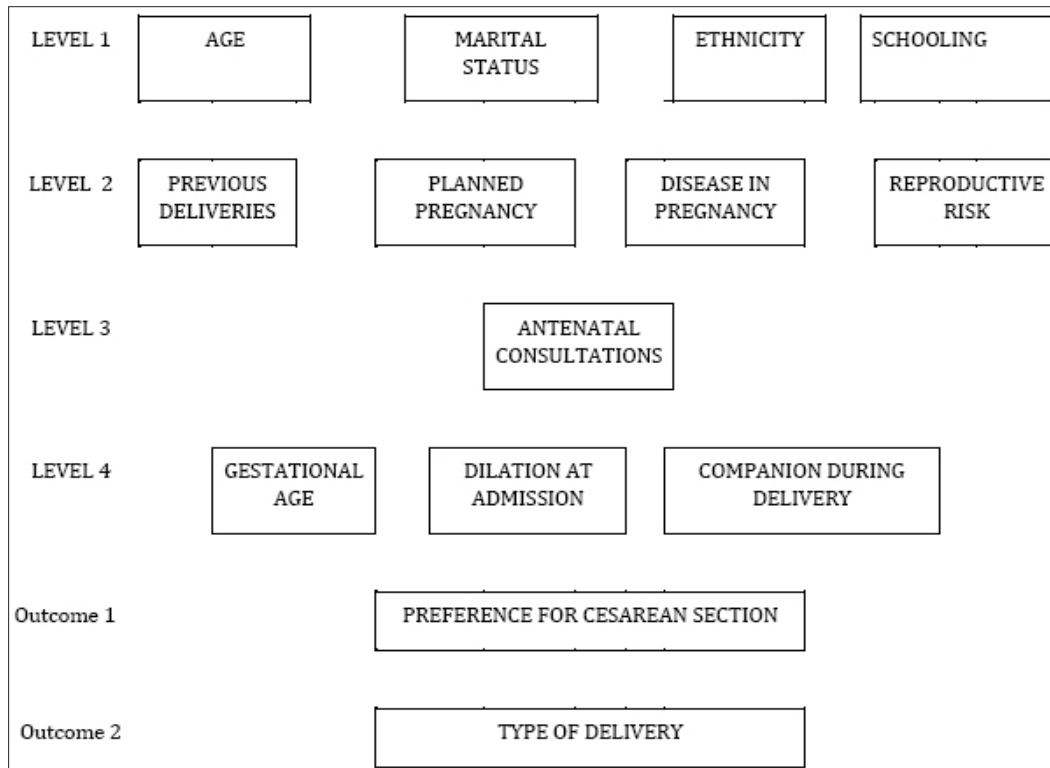 LEVEL 1 AGE MARITAL STATUS ETHNICITY SCHOOLING
LEVEL 2 PREVIOUS DELIVERIES PLANNED PREGNANCY DISEASE IN PREGNANCY REPRODUCTIVE RISK
LEVEL 3 ANTENATAL CONSULTATIONS
LEVEL 4 GESTATIONAL AGE DILATION AT ADMISSION COMPANION DURING DELIVERY
Outcome 1 PREFERENCE FOR CESAREAN SECTION
Outcome 2 TYPE OF DELIVERY